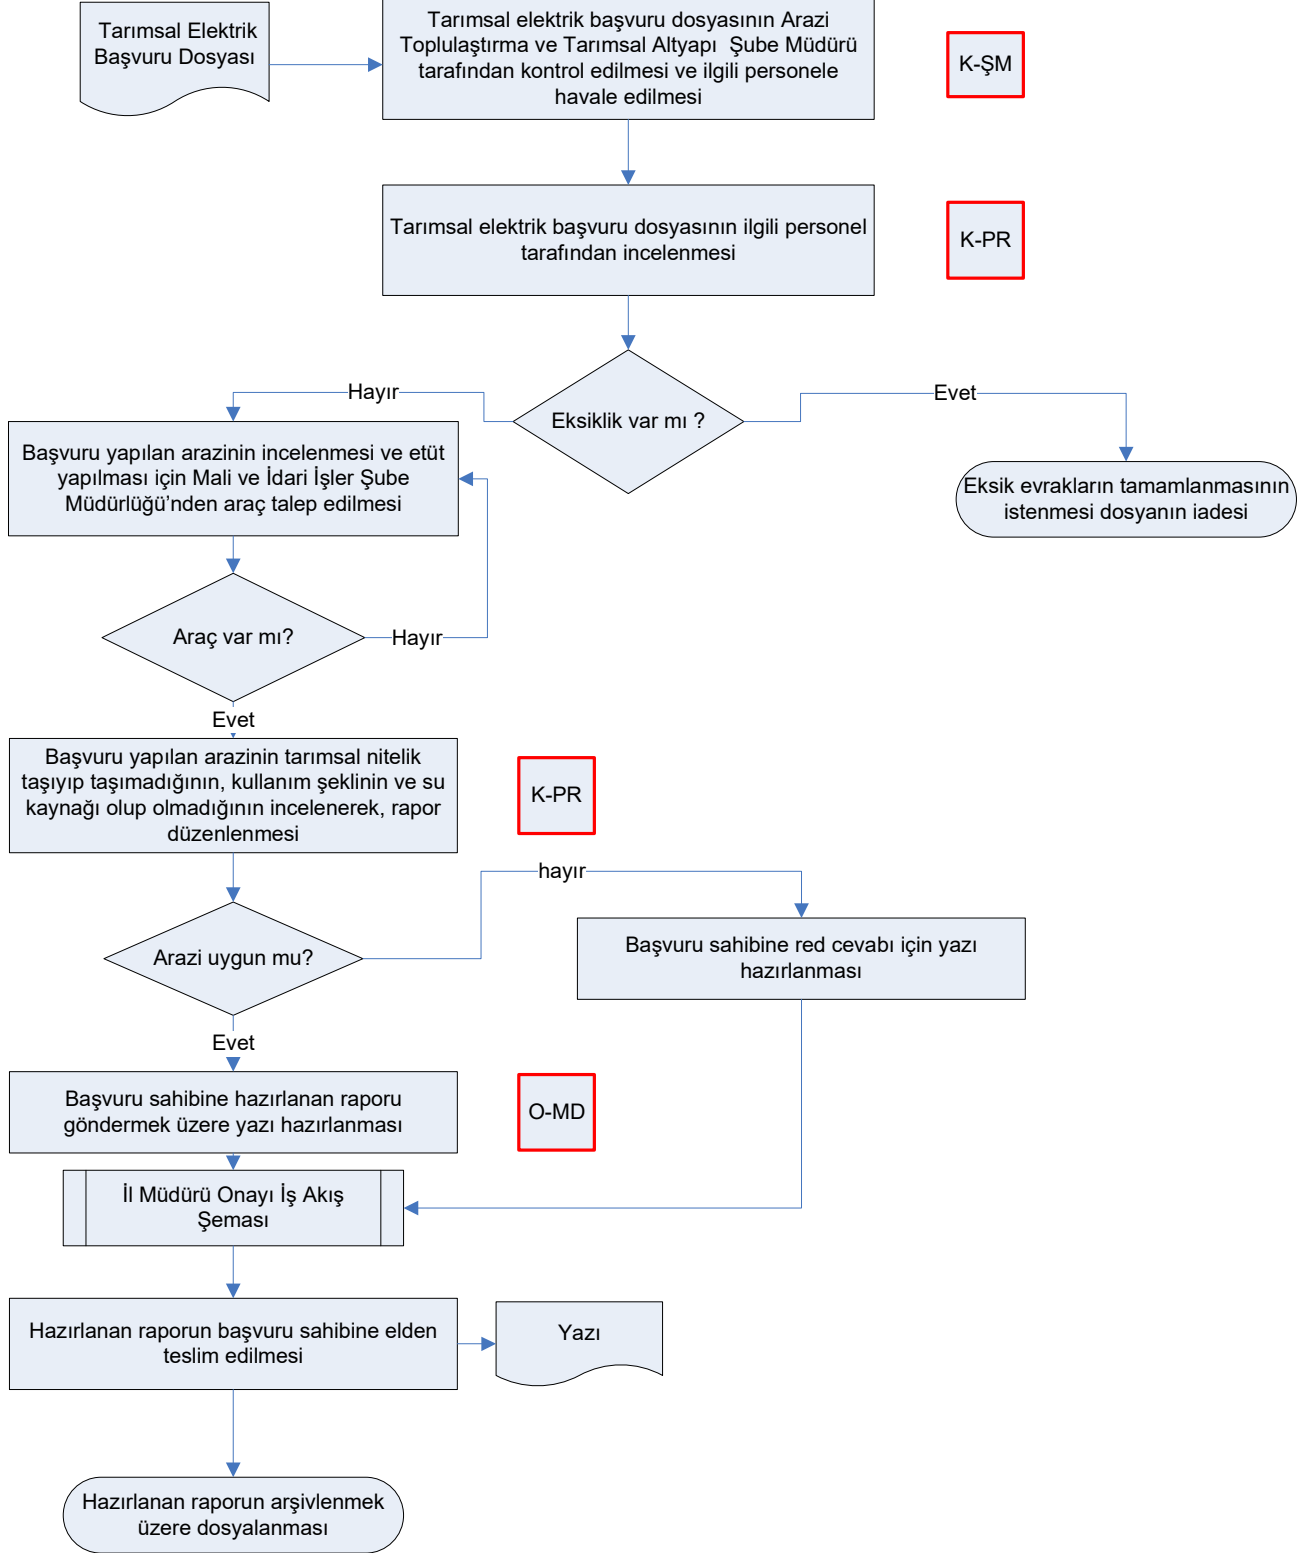 Tarımsal Elektrik
Başvuru Dosyası
Tarımsal elektrik başvuru dosyasının Arazi
Toplulaştırma ve Tarımsal Altyapı  Şube Müdürü
tarafından kontrol edilmesi ve ilgili personele
havale edilmesi
K-ŞM
Tarımsal elektrik başvuru dosyasının ilgili personel
tarafından incelenmesi
K-PR
Eksiklik var mı ?
Hayır
Evet
Başvuru yapılan arazinin incelenmesi ve etüt
yapılması için Mali ve İdari İşler Şube
Müdürlüğü’nden araç talep edilmesi
Eksik evrakların tamamlanmasının
istenmesi dosyanın iadesi
Araç var mı?
Hayır
Evet
Başvuru yapılan arazinin tarımsal nitelik
taşıyıp taşımadığının, kullanım şeklinin ve su
kaynağı olup olmadığının incelenerek, rapor
düzenlenmesi
K-PR
hayır
Arazi uygun mu?
Başvuru sahibine red cevabı için yazı
hazırlanması
Evet
Başvuru sahibine hazırlanan raporu
göndermek üzere yazı hazırlanması
O-MD
İl Müdürü Onayı İş Akış
Şeması
Hazırlanan raporun başvuru sahibine elden
teslim edilmesi
Yazı
Hazırlanan raporun arşivlenmek
üzere dosyalanması